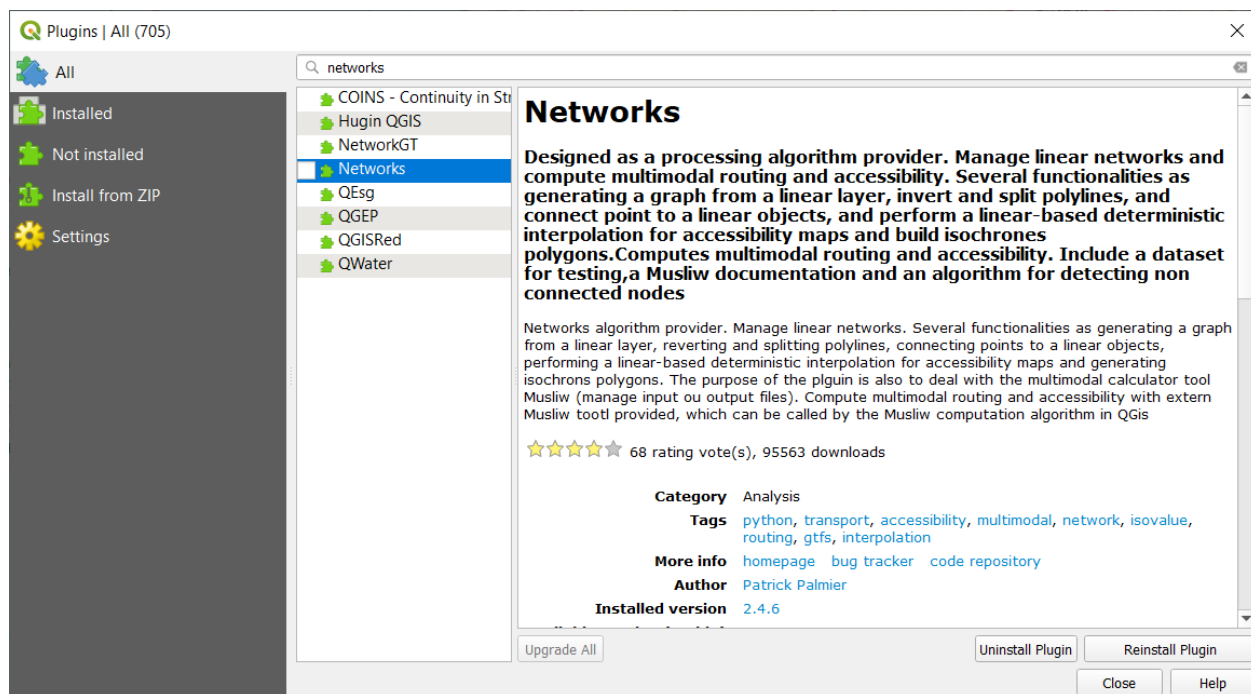 Plugins | All (705)
All
Installed
Not installed
Install from ZIP
Settings
networks
COINS - Continuity in Str
Hugin QGIS
NetworkGT
Networks
QEsg
QGEP
QGISRed
QWater
Networks
Designed as a processing algorithm provider. Manage linear networks and
compute multimodal routing and accessibility. Several functionalities as
generating a graph from a linear layer, invert and split polylines, and
connect point to a linear objects, and perform a linear-based deterministic
interpolation for accessibility maps and build isochrones
polygons.Computes multimodal routing and accessibility. Include a dataset
for testing,a Musliw documentation and an algorithm for detecting non
connected nodes
Networks algorithm provider. Manage linear networks. Several functionalities as generating a graph
from a linear layer, reverting and splitting polylines, connecting points to a linear objects,
performing a linear-based deterministic interpolation for accessibility maps and generating
isochrons polygons. The purpose of the plguin is also to deal with the multimodal calculator tool
Musliw (manage input ou output files). Compute multimodal routing and accessibility with extern
Musliw tootl provided, which can be called by the Musliw computation algorithm in QGis
68 rating vote(s), 95563 downloads
Category Analysis
Tags python, transport, accessibility, multimodal, network, isovalue,
routing, gtfs, interpolation
More info homepage bug tracker code repository
Author Patrick Palmier
Installed version 2.4.6
Upgrade All Uninstall Plugin Reinstall Plugin
Close Help